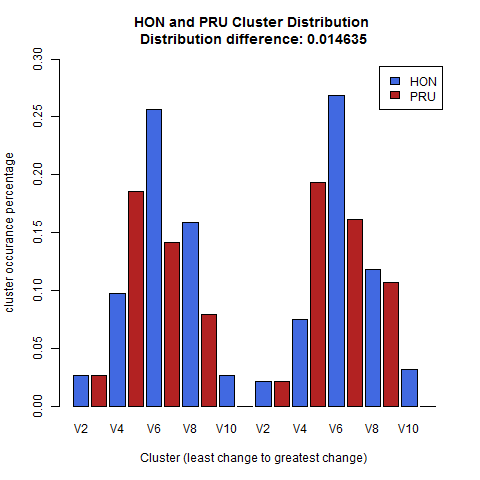 HON and PRU Cluster Distribution
Distribution difference: 0.014635
HON
PRU
cluster occurance percentage
0.30
0.25
0.20
0.15
0.10
0.05
0.00
V2 V4 V6 V8 V10 V2 V4 V6 V8 V10
Cluster (least change to greatest change)